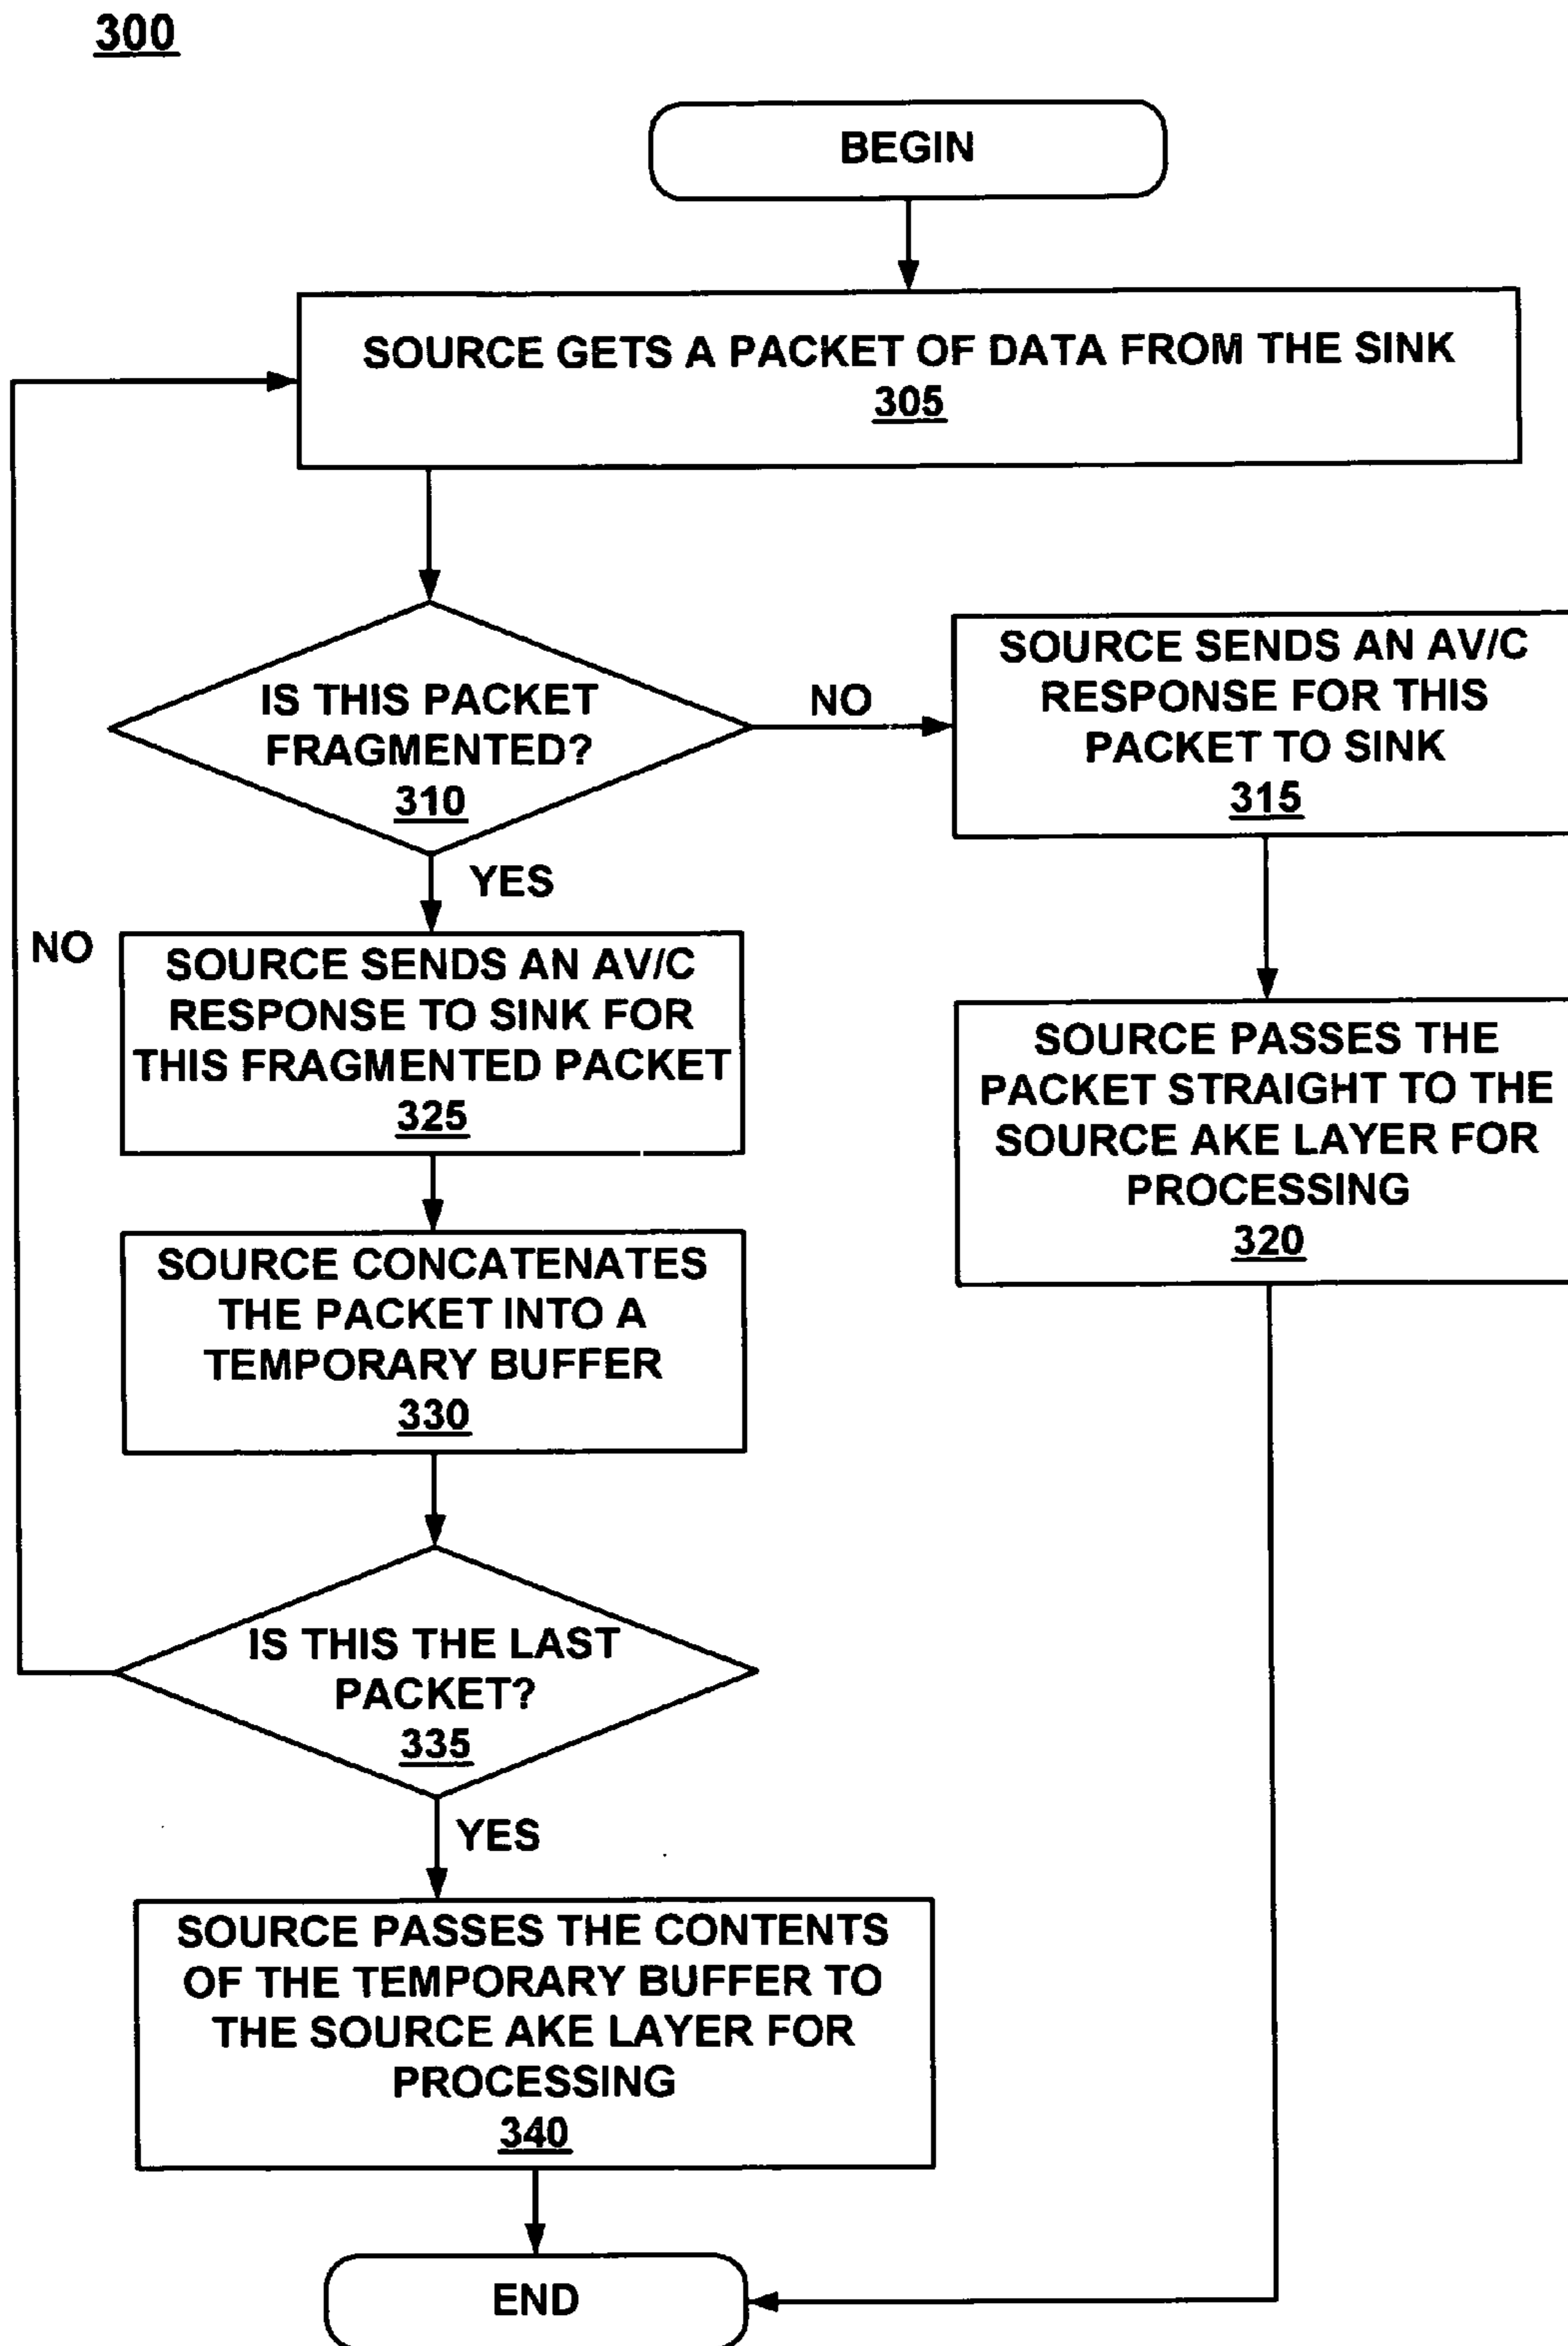 300
BEGIN
SOURCE GETS A PACKET OF DATA FROM THE SINK
305
IS THIS PACKET
FRAGMENTED?
310
NO
SOURCE SENDS AN AV/C
RESPONSE FOR THIS
PACKET TO SINK
315
YES
NO
SOURCE SENDS AN AV/C
RESPONSE TO SINK FOR
THIS FRAGMENTED PACKET
325
SOURCE PASSES THE
PACKET STRAIGHT TO THE
SOURCE AKE LAYER FOR
PROCESSING
320
SOURCE CONCATENATES
THE PACKET INTO A
TEMPORARY BUFFER
330
IS THIS THE LAST
PACKET?
335
YES
SOURCE PASSES THE CONTENTS
OF THE TEMPORARY BUFFER TO
THE SOURCE AKE LAYER FOR
PROCESSING
340
END